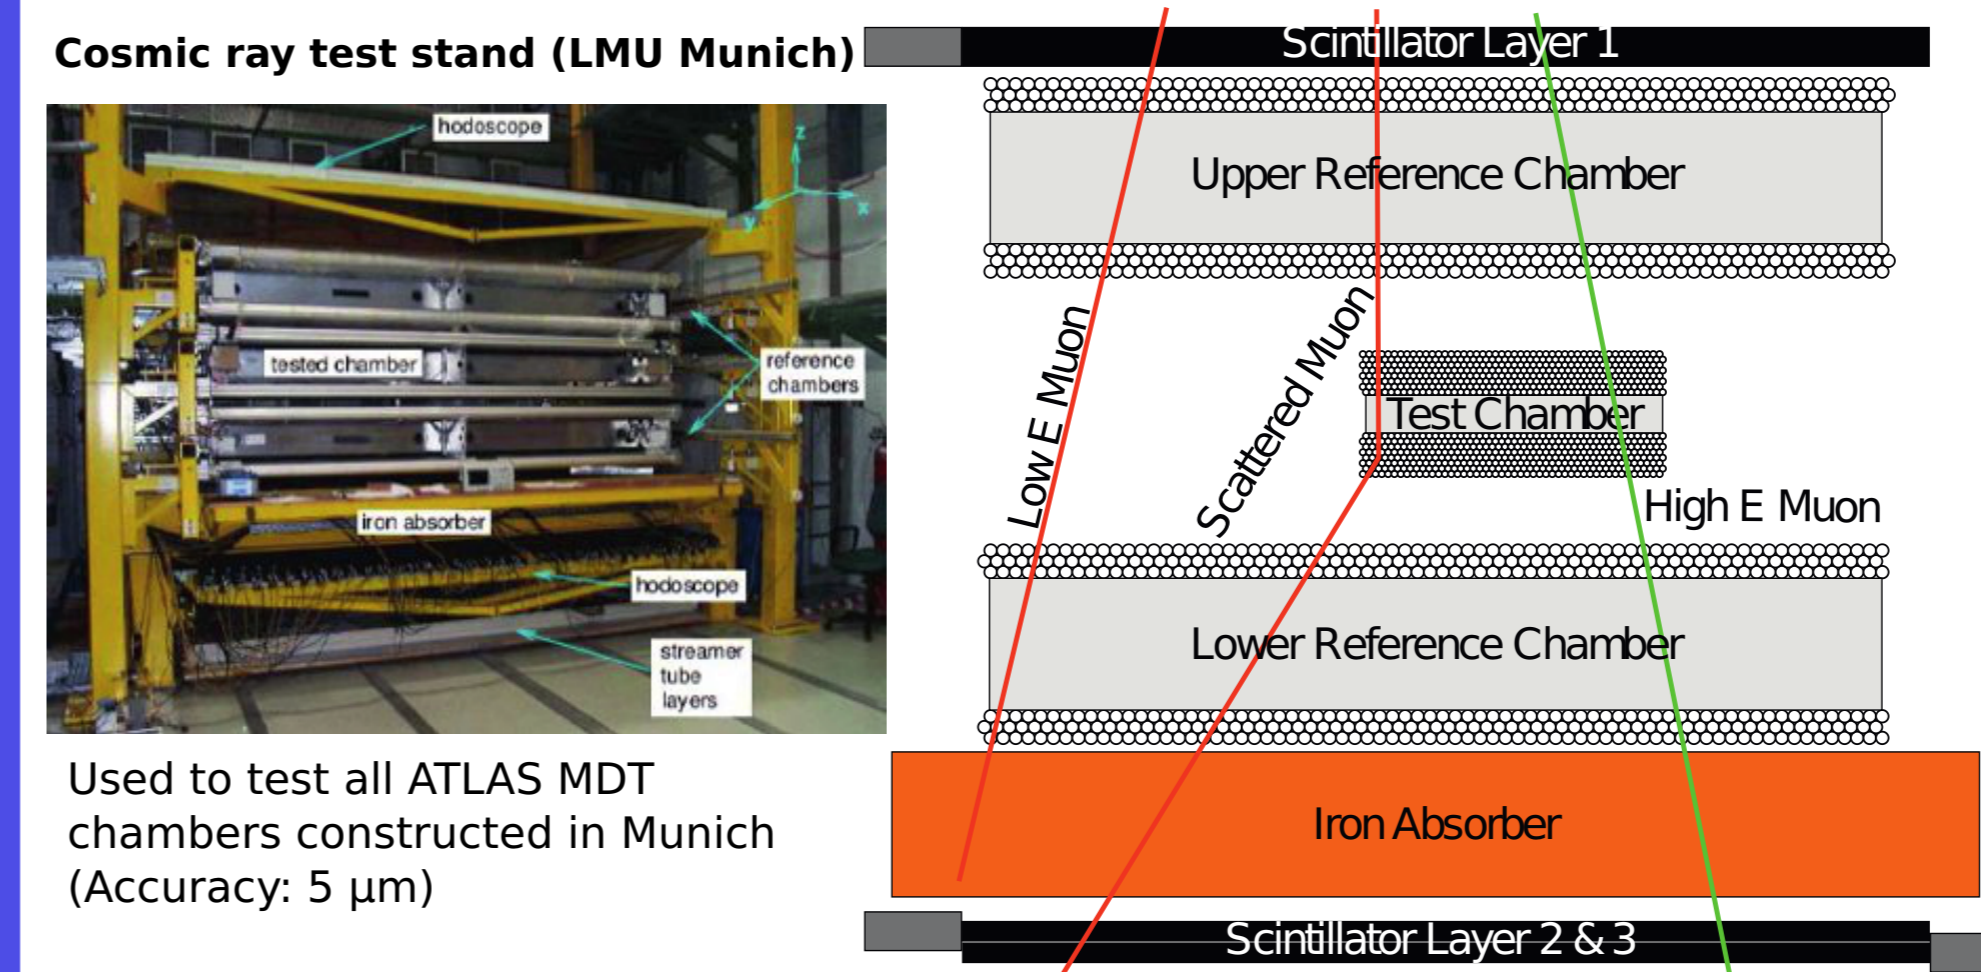 Cosmic ray test stand (LMU Munich)
hodoscope
z
y
x
tested chamber
reference
chambers
iron absorber
hodoscope
streamer
tube
layers
Used to test all ATLAS MDT
chambers constructed in Munich
(Accuracy: 5 μm)
Scintillator Layer 1
Upper Reference Chamber
Low E Muon
Scattered Muon
Test Chamber
High E Muon
Lower Reference Chamber
Iron Absorber
Scintillator Layer 2 & 3